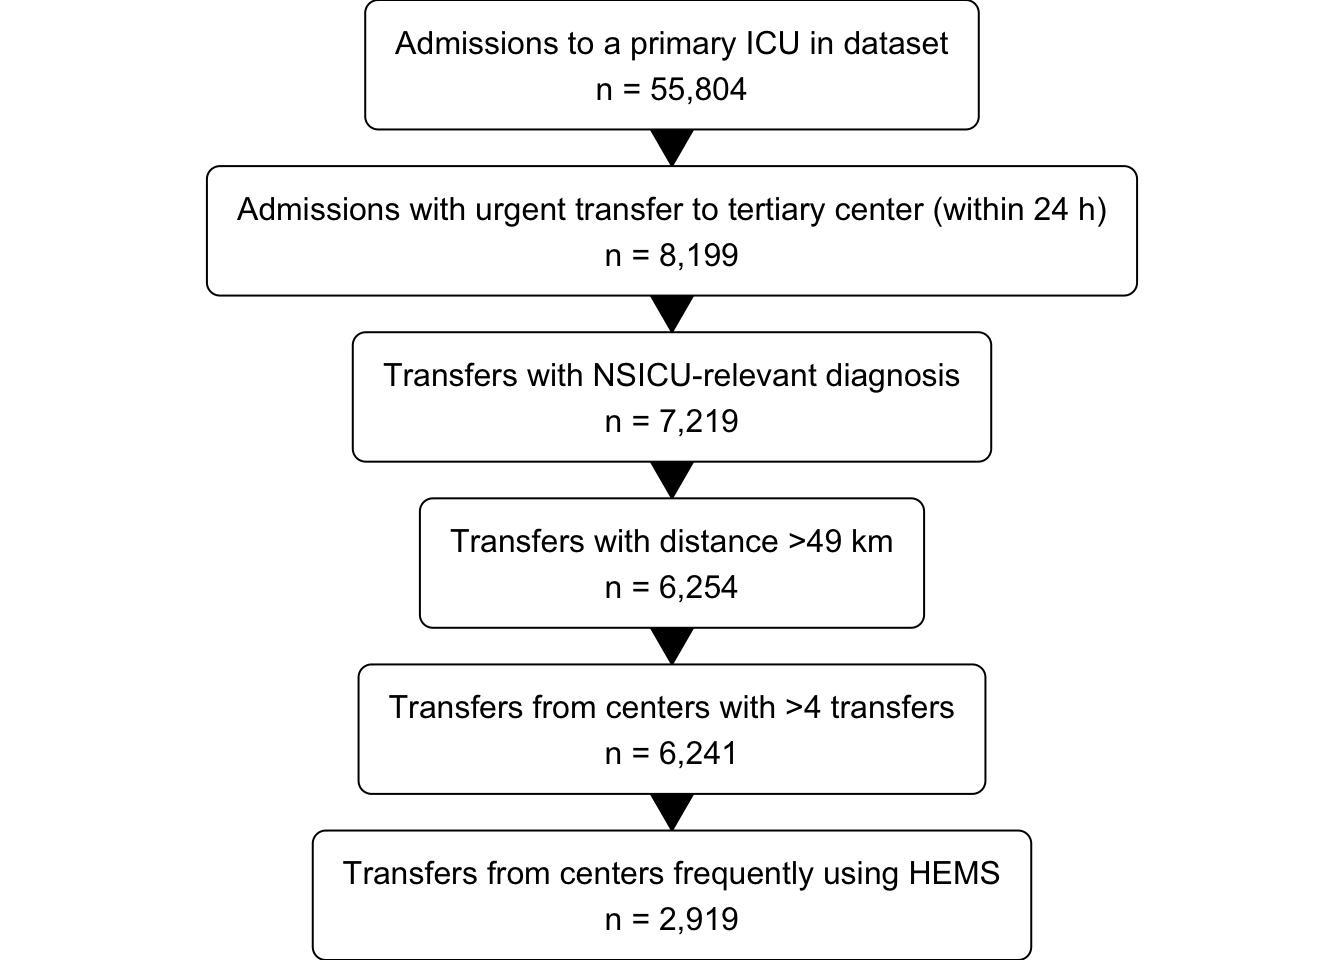 Admissions to a primary ICU in dataset
n = 55,804
Admissions with urgent transfer to tertiary center (within 24 h)
n = 8,199
Transfers with NSICU-relevant diagnosis
n = 7,219
Transfers with distance >49 km
n = 6,254
Transfers from centers with >4 transfers
n = 6,241
Transfers from centers frequently using HEMS
n = 2,919